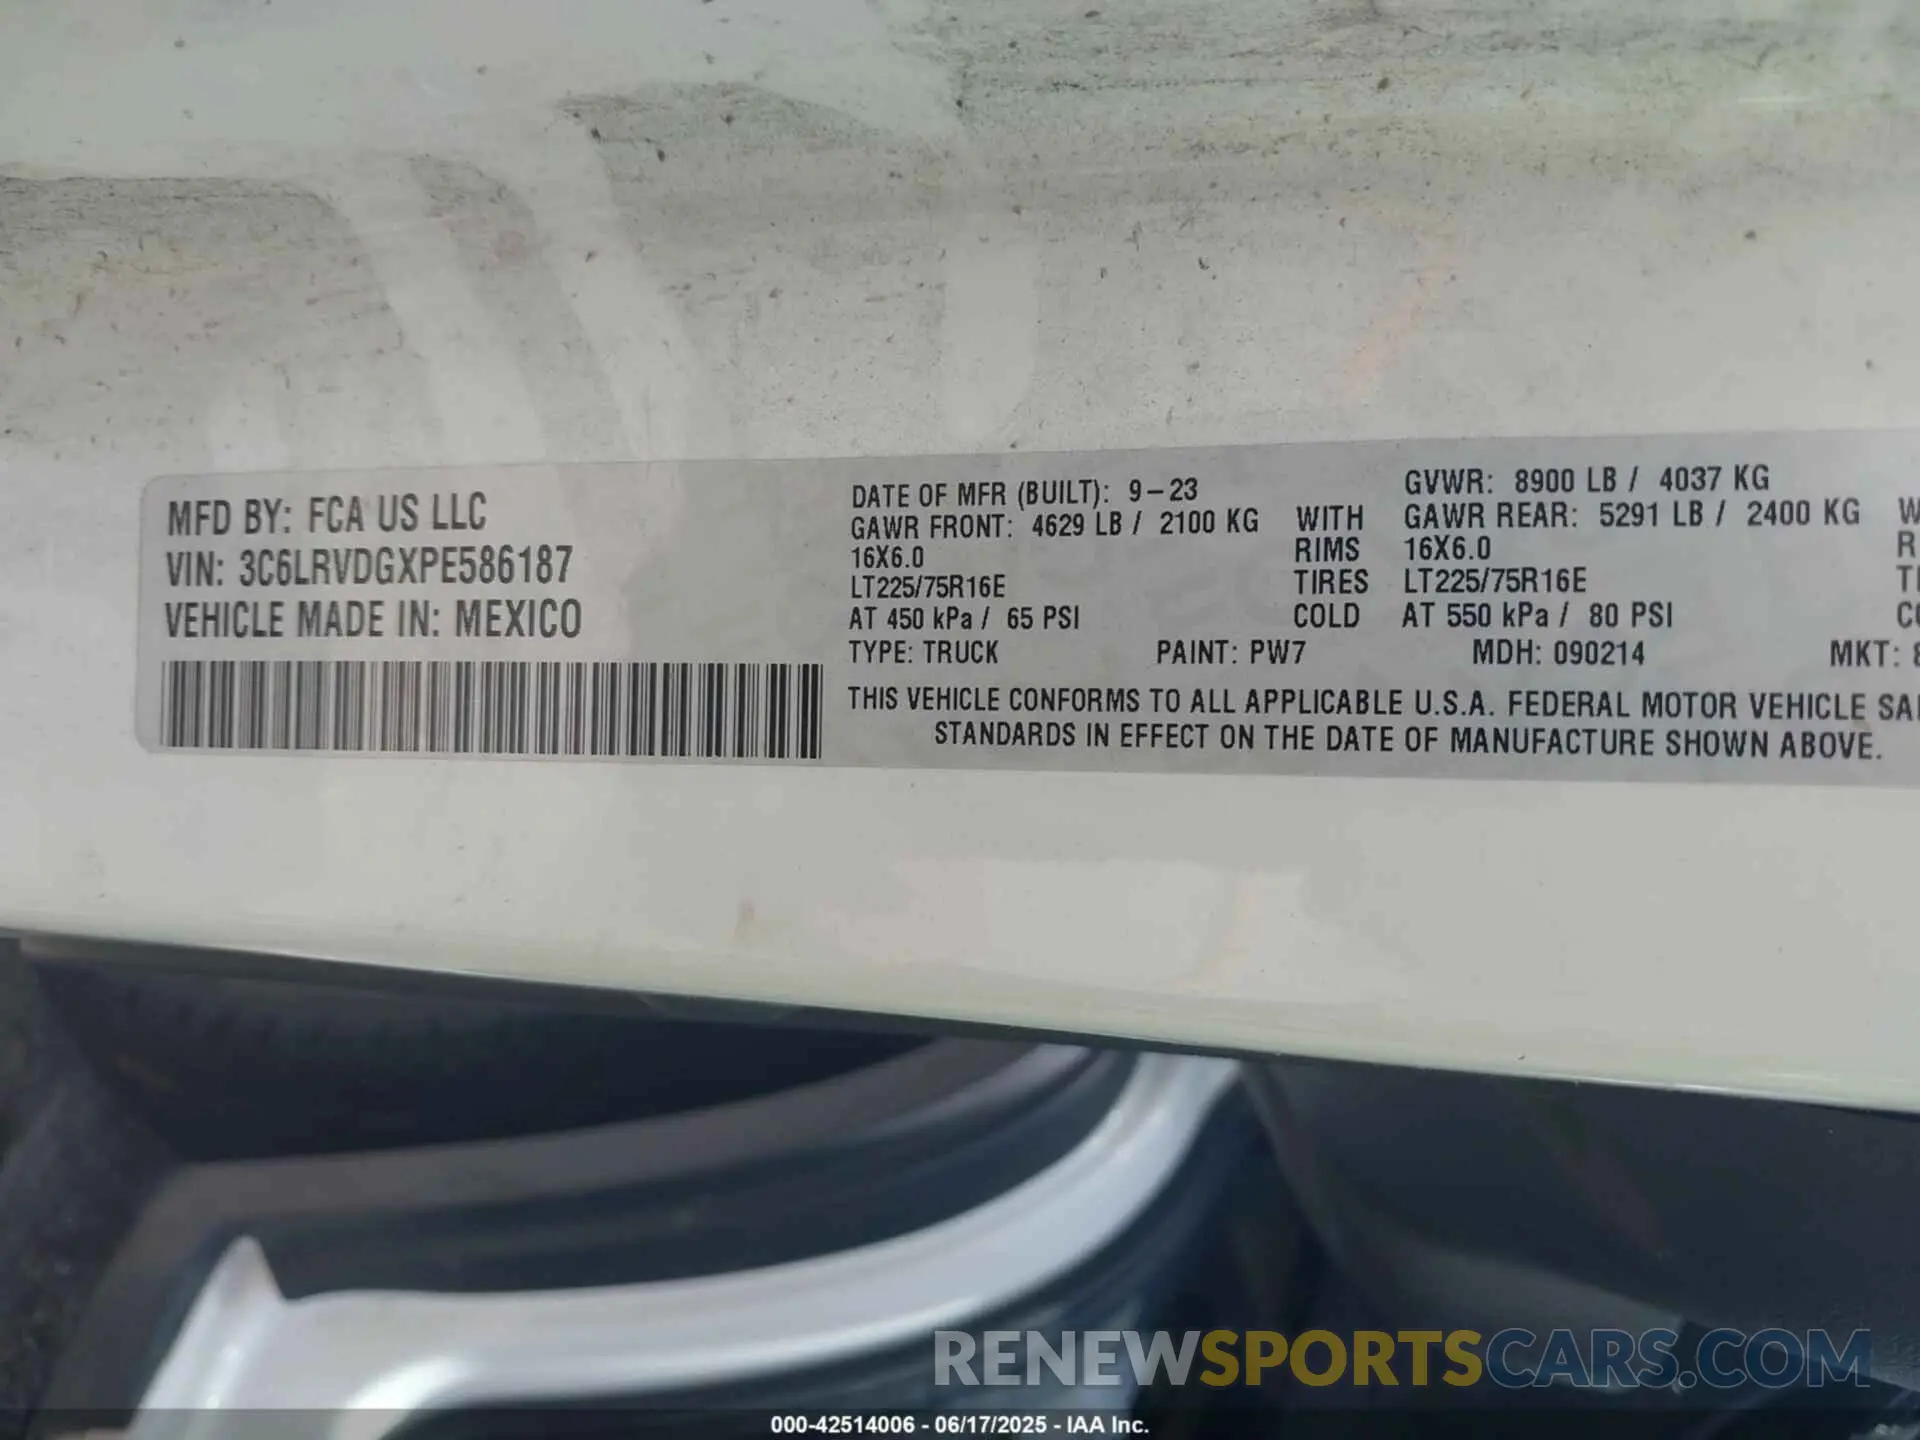 MFD BY: FCA US LLC
VIN: 3C6LRVDGXPE586187
VEHICLE MADE IN: MEXICO
DATE OF MFR (BUILT): 9-23 GVWR: 8900 LB / 4037 KG
GAWR FRONT: 4629 LB / 2100 KG WITH GAWR REAR: 5291 LB / 2400 KG W
16X6.0 RIMS 16X6.0 R
LT225/75R16E TIRES LT225/75R16E TI
AT 450 kPa / 65 PSI COLD AT 550 kPa / 80 PSI
TYPE: TRUCK PAINT: PW7 MDH: 090214 MKT:
THIS VEHICLE CONFORMS TO ALL APPLICABLE U.S.A. FEDERAL MOTOR VEHICLE SA
STANDARDS IN EFFECT ON THE DATE OF MANUFACTURE SHOWN ABOVE.
RENEWSPORTSCARS.COM
000-42514006 - 06/17/2025 - IAA Inc.